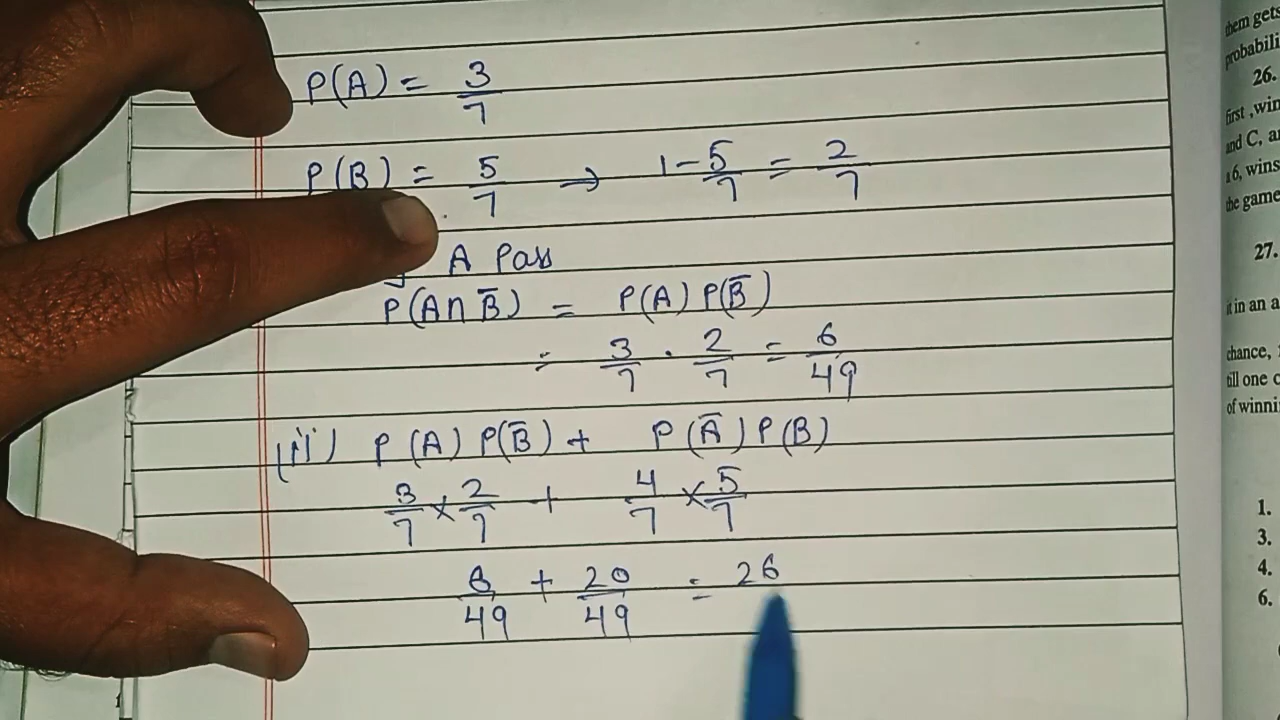 P(A) = 3/7
P(B) = 5/7 → 1 - 5/7 = 2/7
A Pass
P(A∩B̅) = P(A) P(B̅)
= 3/7 . 2/7 = 6/49
(ii) P(A) P(B̅) + P(A̅) P(B)
3/7 × 2/7 + 4/7 × 5/7
6/49 + 20/49 = 26
them gets
probabili
26.
first ,win
and C, a
6, wins
the game
27.
it in an a
chance,
till one
of winni
1.
3.
4.
6.